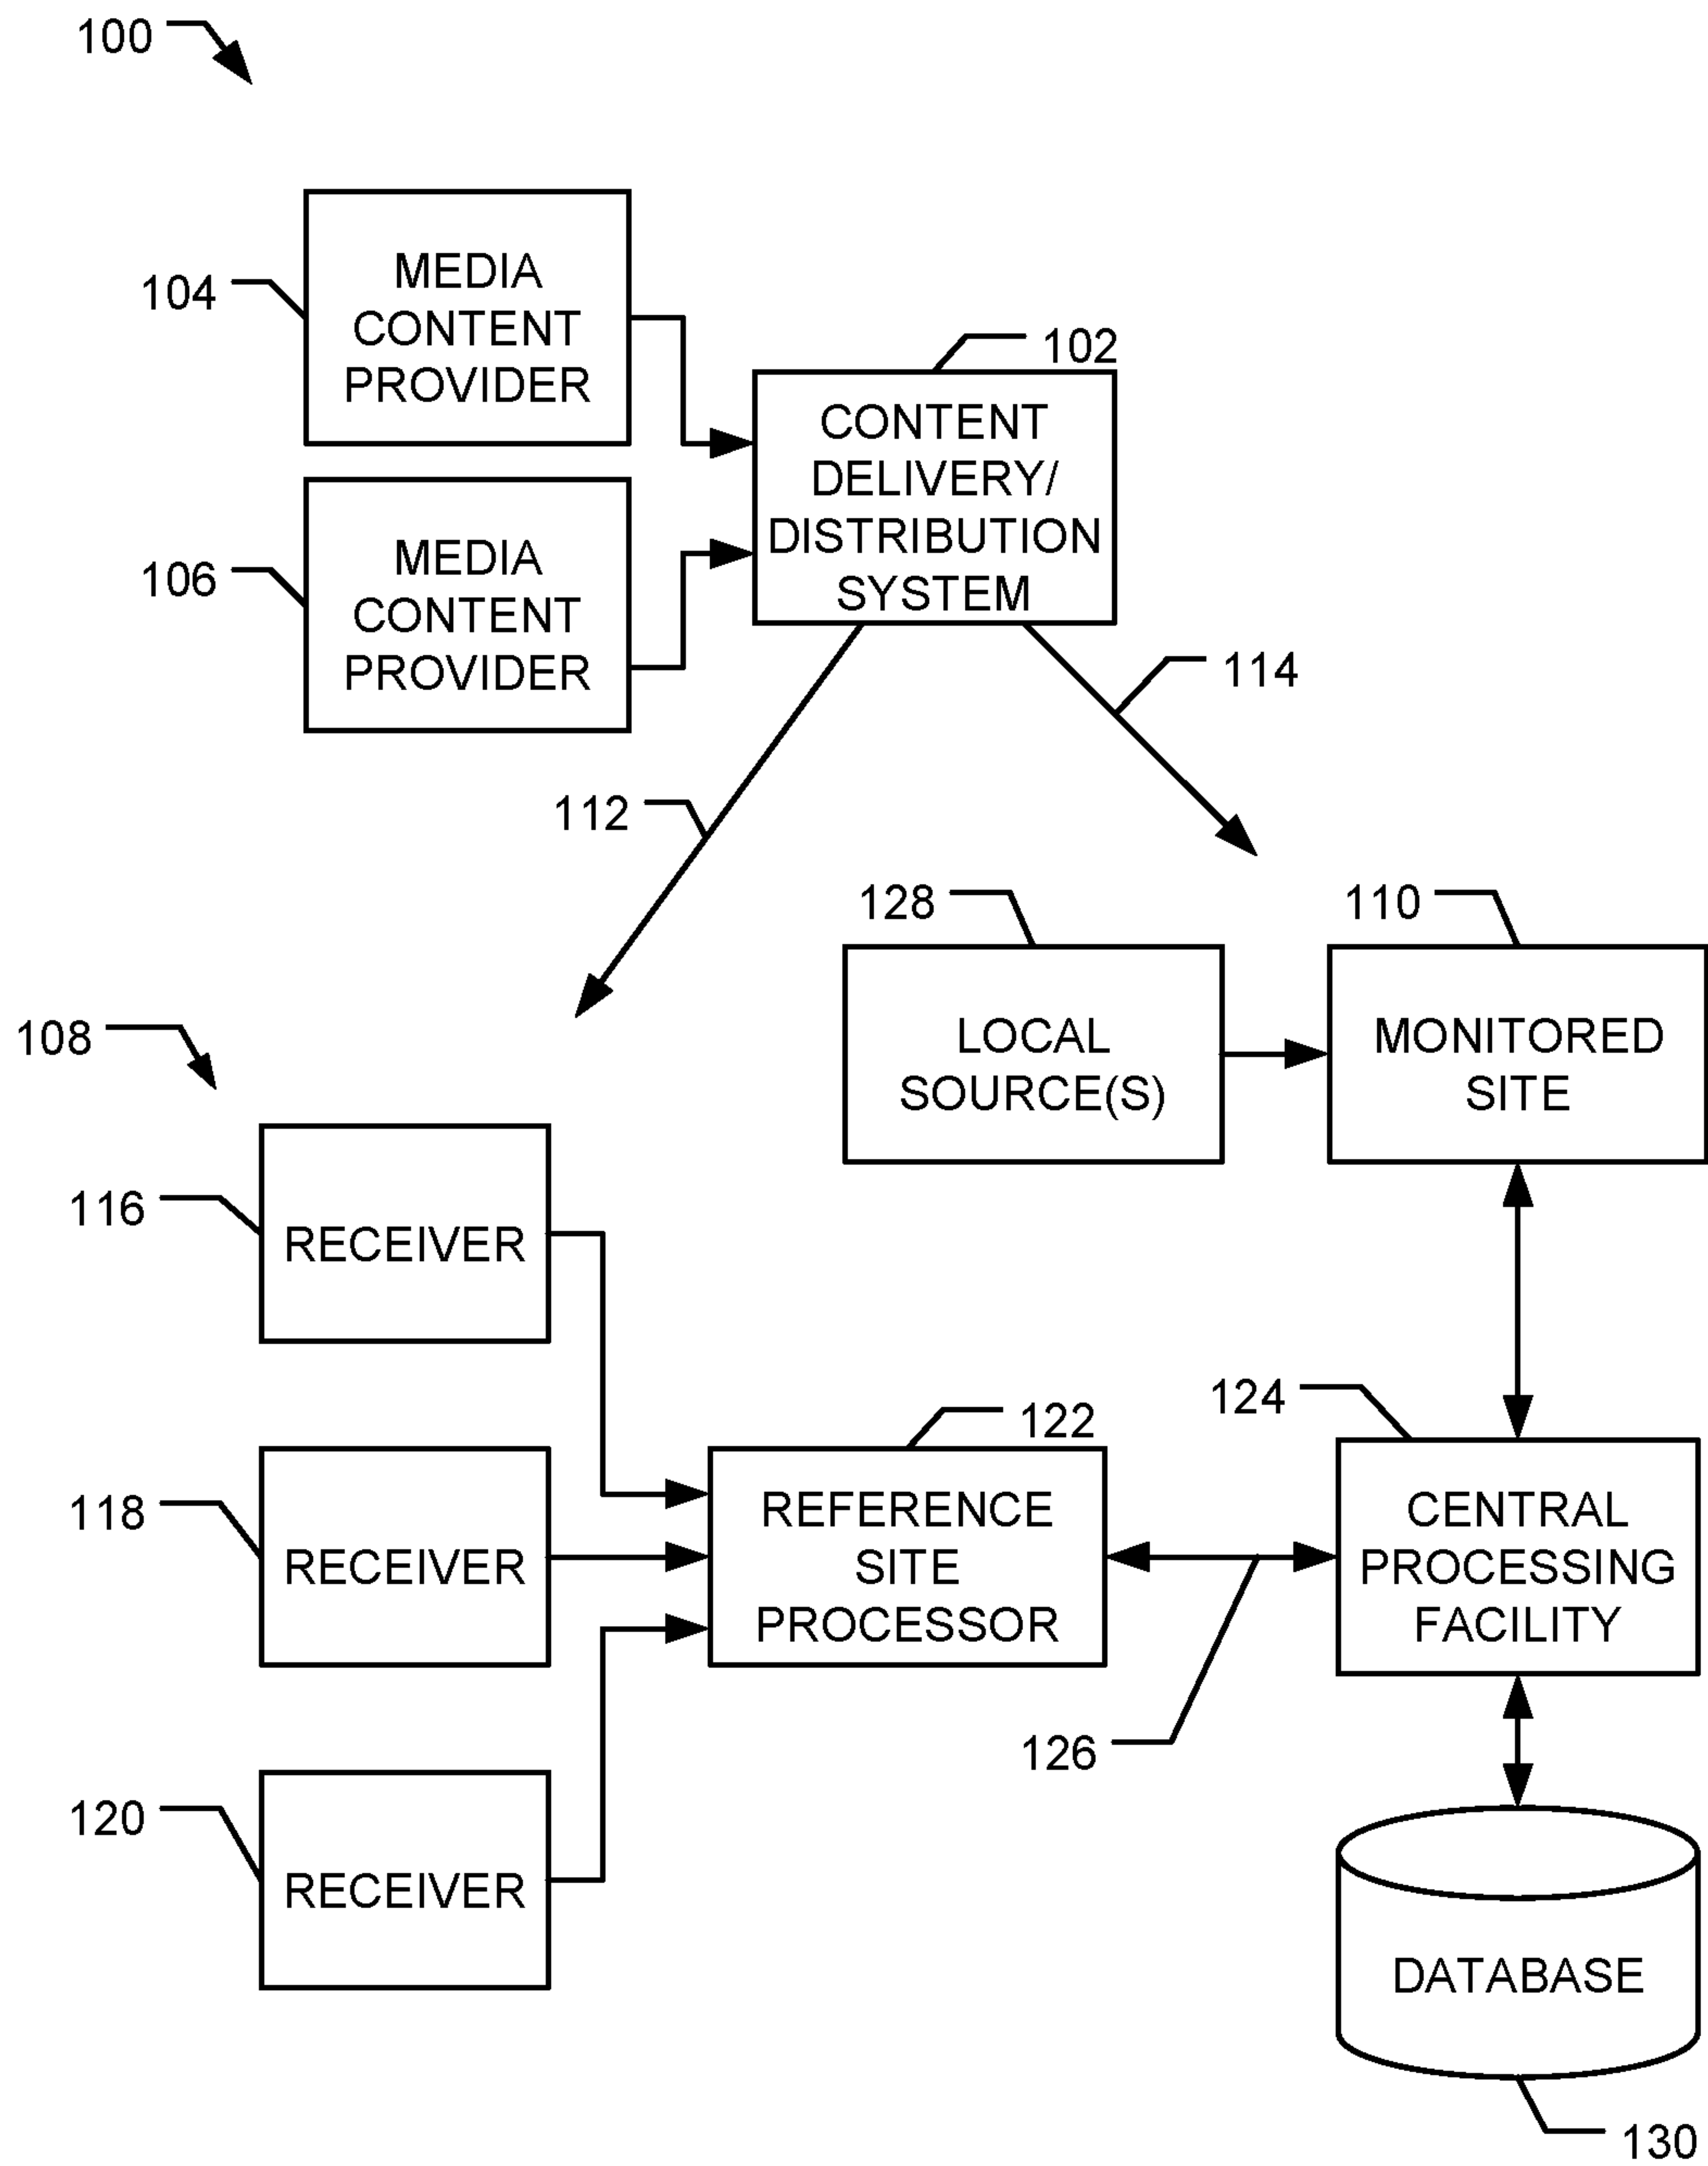 100
104
MEDIA
CONTENT
PROVIDER
102
CONTENT
DELIVERY/
DISTRIBUTION
SYSTEM
106
MEDIA
CONTENT
PROVIDER
114
112
128
110
LOCAL
SOURCE(S)
MONITORED
SITE
108
116
RECEIVER
124
122
118
RECEIVER
REFERENCE
SITE
PROCESSOR
CENTRAL
PROCESSING
FACILITY
126
120
RECEIVER
DATABASE
130